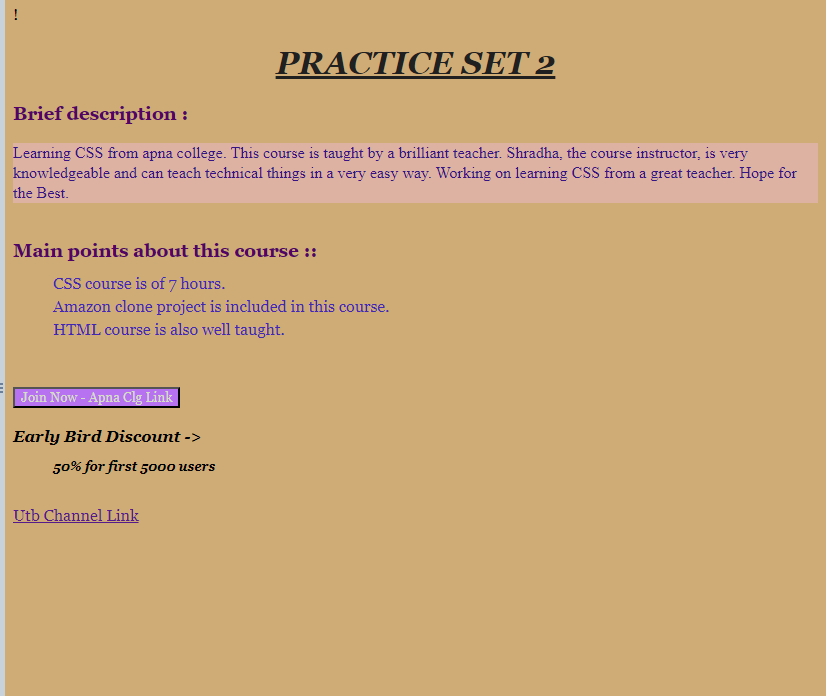 !
PRACTICE SET 2
Brief description :
Learning CSS from apna college. This course is taught by a brilliant teacher. Shradha, the course instructor, is very
knowledgeable and can teach technical things in a very easy way. Working on learning CSS from a great teacher. Hope for
the Best.
Main points about this course ::
CSS course is of 7 hours.
Amazon clone project is included in this course.
HTML course is also well taught.
Join Now - Apna Clg Link
Early Bird Discount ->
50% for first 5000 users
Utb Channel Link